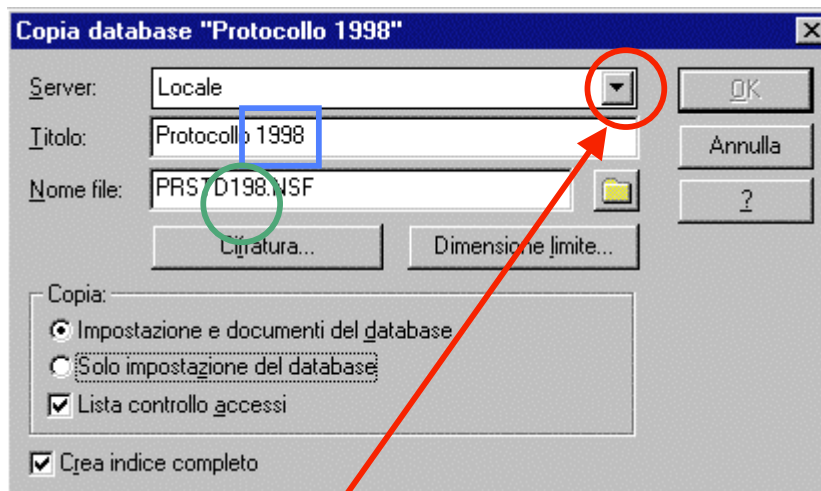 Copia database "Protocollo 1998"
Server: Locale
OK
Titolo: Protocollo 1998
Annulla
Nome file: PRSTD198.NSF
?
Cifratura... Dimensione limite...
Copia:
Impostazione e documenti del database
Solo impostazione del database
Lista controllo accessi
Crea indice completo